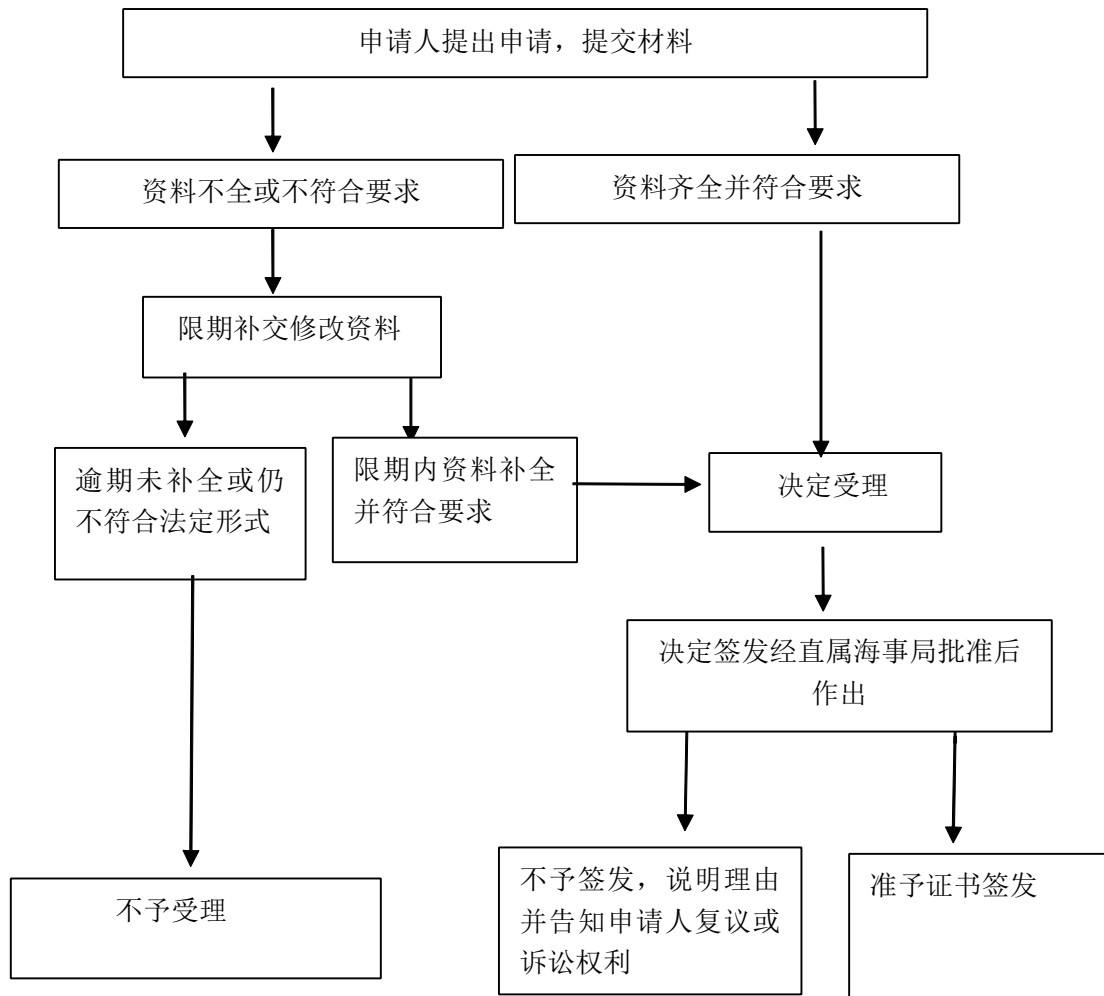 申请人提出申请，提交材料
资料不全或不符合要求
资料齐全并符合要求
限期补交修改资料
逾期未补全或仍
不符合法定形式
限期内资料补全
并符合要求
决定受理
决定签发经直属海事局批准后
作出
不予受理
不予签发，说明理由
并告知申请人复议或
诉讼权利
准予证书签发